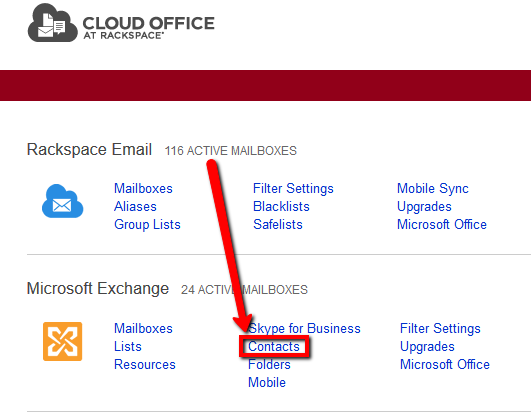 CLOUD OFFICE
AT RACKSPACE®
Rackspace Email 116 ACTIVE MAILBOXES
Mailboxes Filter Settings Mobile Sync
Aliases Blacklists Upgrades
Group Lists Safelists Microsoft Office
Microsoft Exchange 24 ACTIVE MAILBOXES
Mailboxes Skype for Business Filter Settings
Lists Contacts Upgrades
Resources Folders Microsoft Office
Mobile